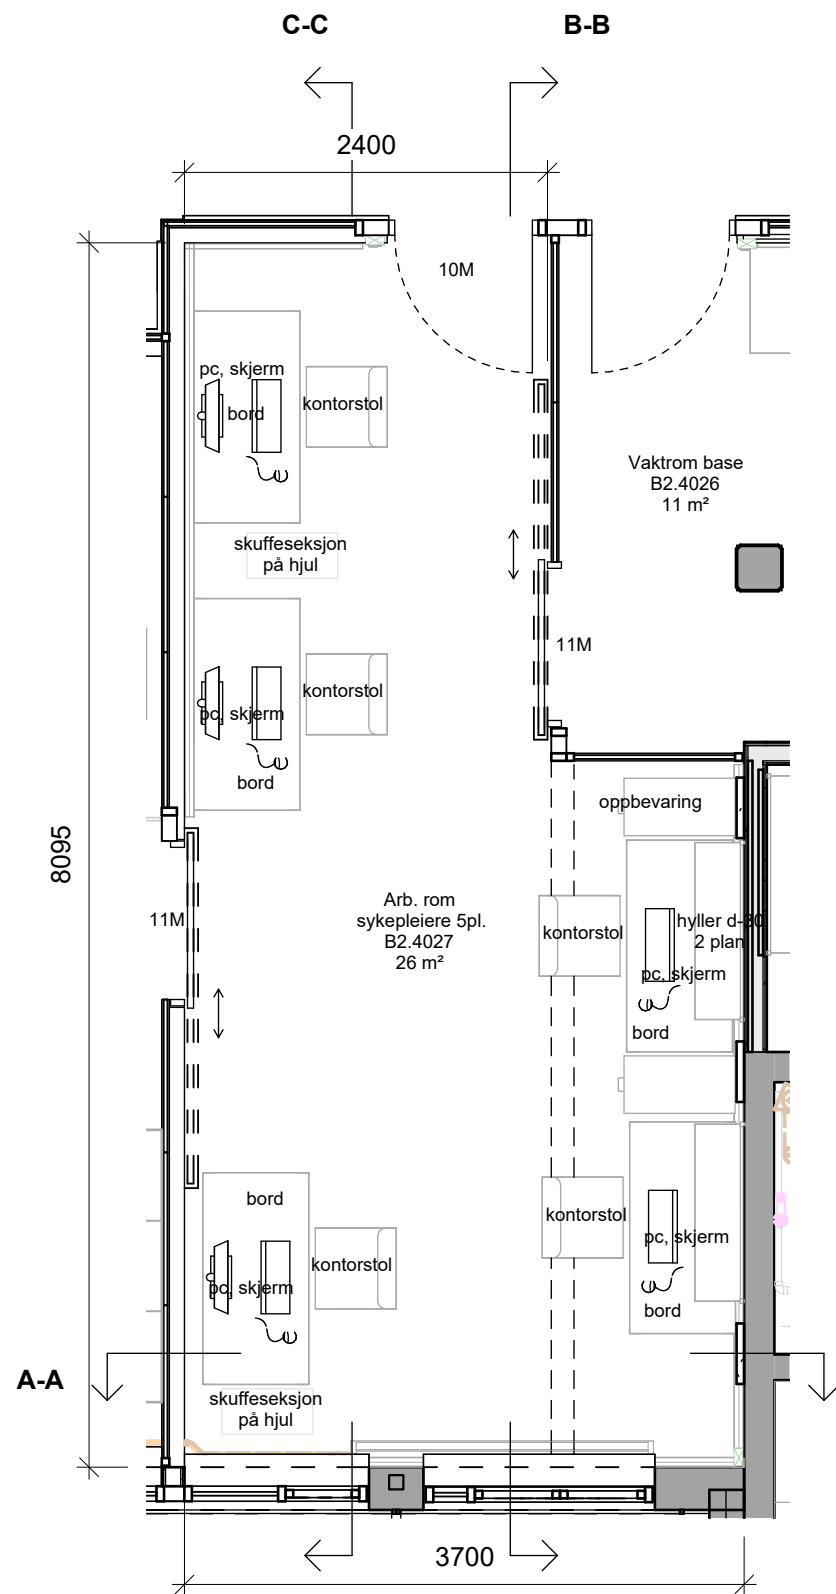 C-C
B-B
2400
10M
pc, skjerm
bord
kontorstol
Vaktrom base
B2.4026
11 m²
skuffeseksjon
på hjul
11M
kontorstol
pc, skjerm
bord
oppbevaring
8095
11M
Arb. rom
sykepleiere 5pl.
B2.4027
26 m²
kontorstol
hyller d-30
2 plan
pc, skjerm
bord
bord
kontorstol
pc, skjerm
kontorstol
pc, skjerm
bord
A-A
skuffeseksjon
på hjul
3700